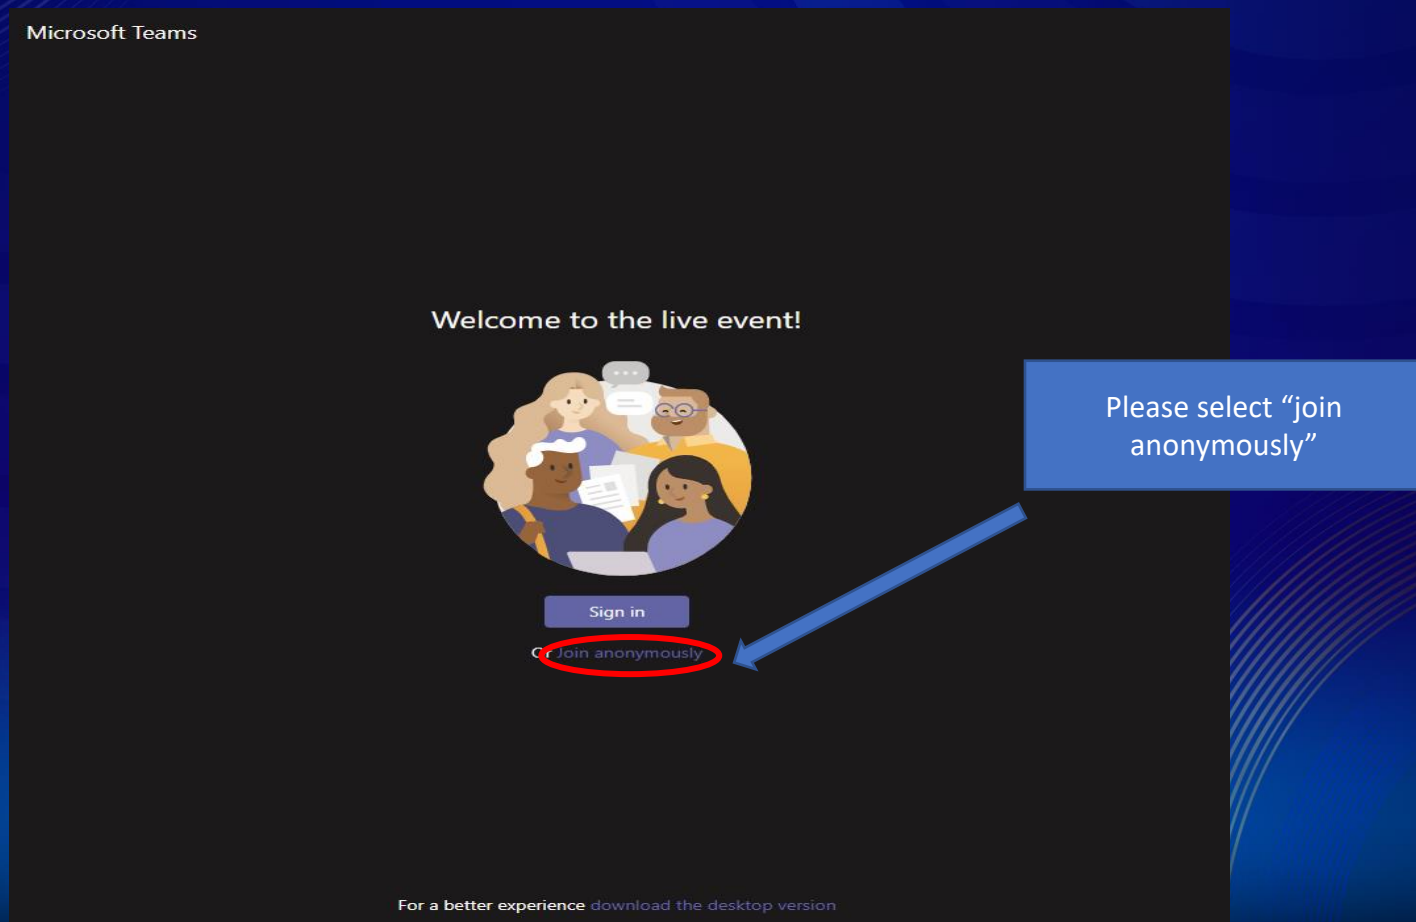 Microsoft Teams
Welcome to the live event!
Please select “join
anonymously”
Sign in
Or Join anonymously
For a better experience download the desktop version